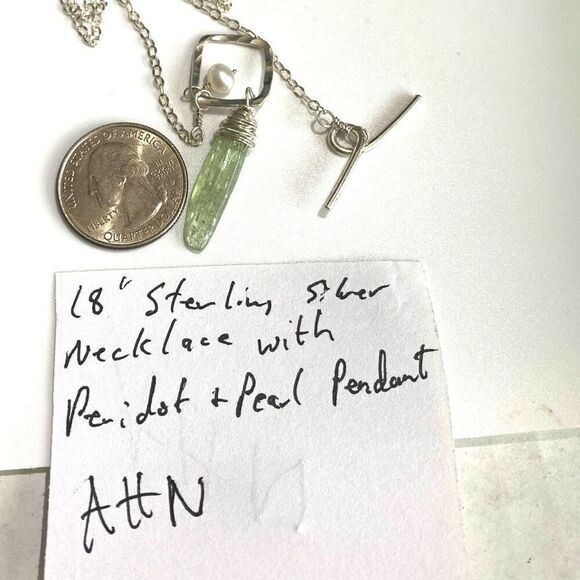 UNITED STATES OF AMERICA
LIBERTY
QUARTER DOLLAR
18" Sterling Silver
Necklace with
Peridot + Pearl Pendant
AHN